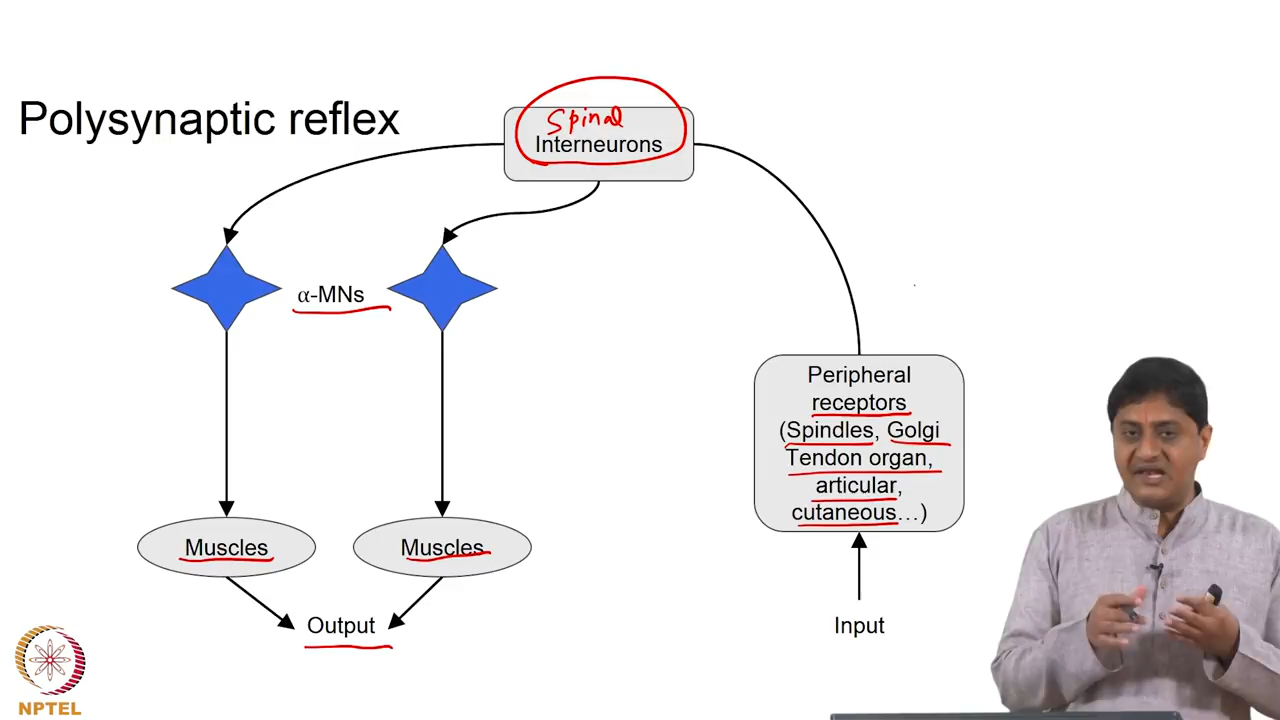 Polysynaptic reflex
Spinal
Interneurons
α-MNs
Peripheral
receptors
(Spindles, Golgi
Tendon organ,
articular,
cutaneous...)
Muscles
Muscles
Output
Input
NPTEL